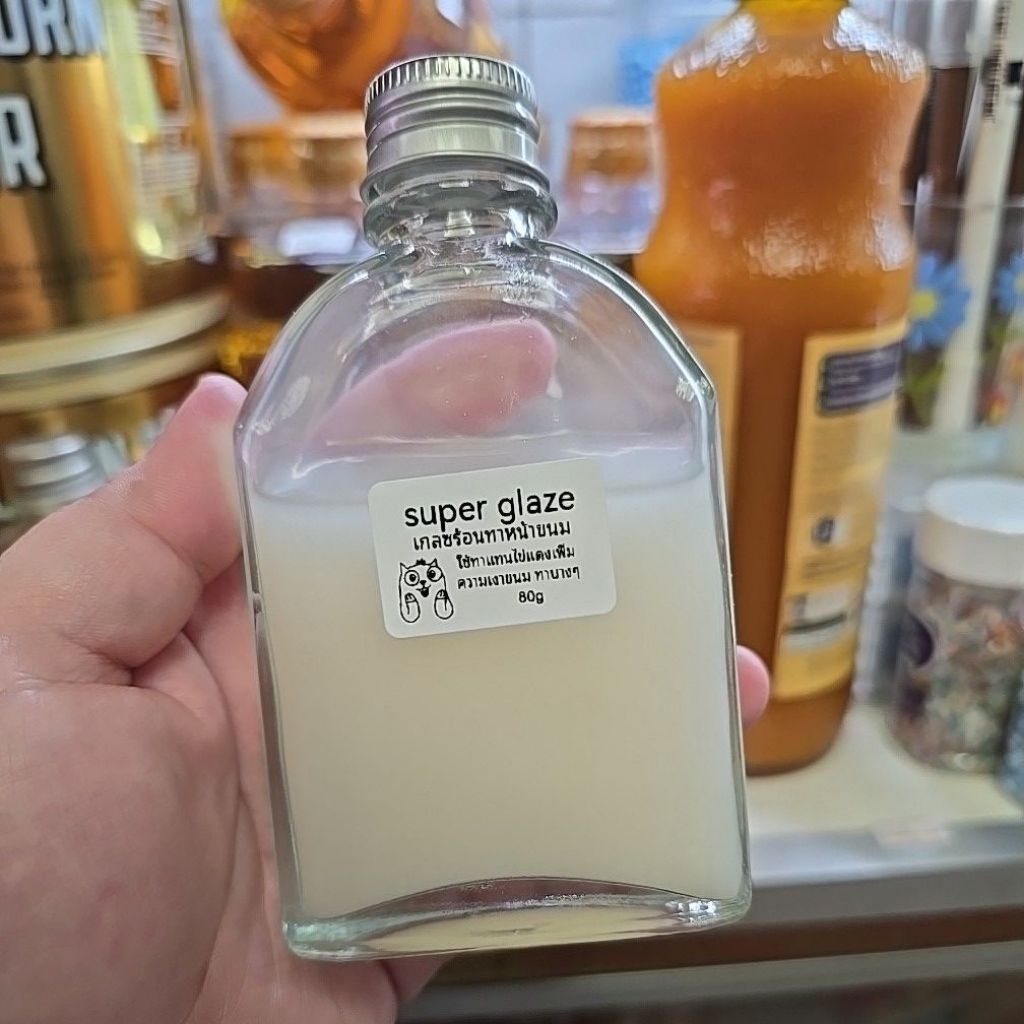 super glaze
เกลซร้อนทาหน้าขนม
ใช้ทาแทนไข่แดงเพิ่ม
ความเงาขนม ทาบางๆ
80g